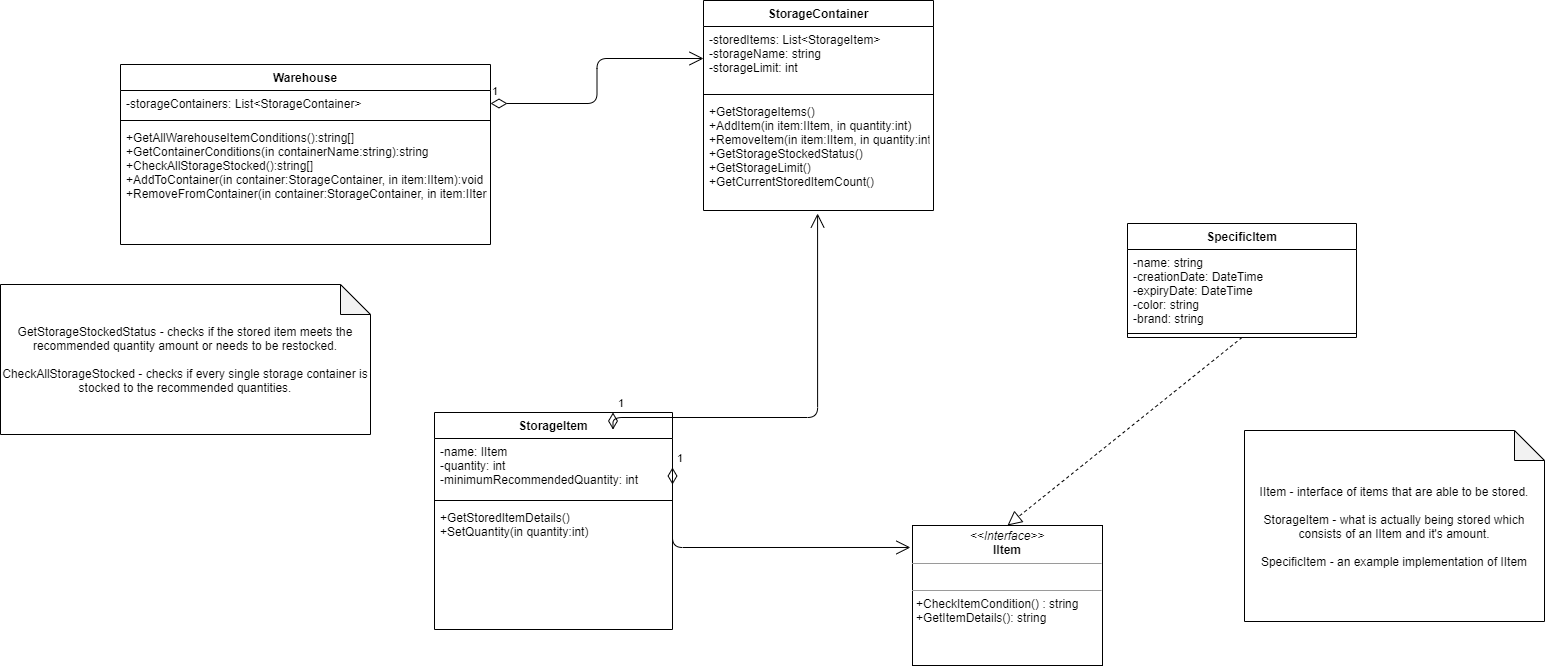 StorageContainer
-storedItems: List<StorageItem>
-storageName: string
-storageLimit: int
+GetStorageItems()
+AddItem(in item:IItem, in quantity:int)
+RemoveItem(in item:IItem, in quantity:int
+GetStorageStockedStatus()
+GetStorageLimit()
+GetCurrentStoredItemCount()
Warehouse
-storageContainers: List<StorageContainer>
+GetAllWarehouseItemConditions():string[]
+GetContainerConditions(in containerName:string):string
+CheckAllStorageStocked():string[]
+AddToContainer(in container:StorageContainer, in item:IItem):void
+RemoveFromContainer(in container:StorageContainer, in item:IIter
1
SpecificItem
-name: string
-creationDate: DateTime
-expiryDate: DateTime
-color: string
-brand: string
GetStorageStockedStatus - checks if the stored item meets the
recommended quantity amount or needs to be restocked.
CheckAllStorageStocked - checks if every single storage container is
stocked to the recommended quantities.
1
StorageItem
-name: IItem
-quantity: int
-minimumRecommendedQuantity: int
+GetStoredItemDetails()
+SetQuantity(in quantity:int)
1
<<Interface>>
IItem
+CheckItemCondition() : string
+GetItemDetails(): string
IItem - interface of items that are able to be stored.
StorageItem - what is actually being stored which
consists of an IItem and it's amount.
SpecificItem - an example implementation of IItem